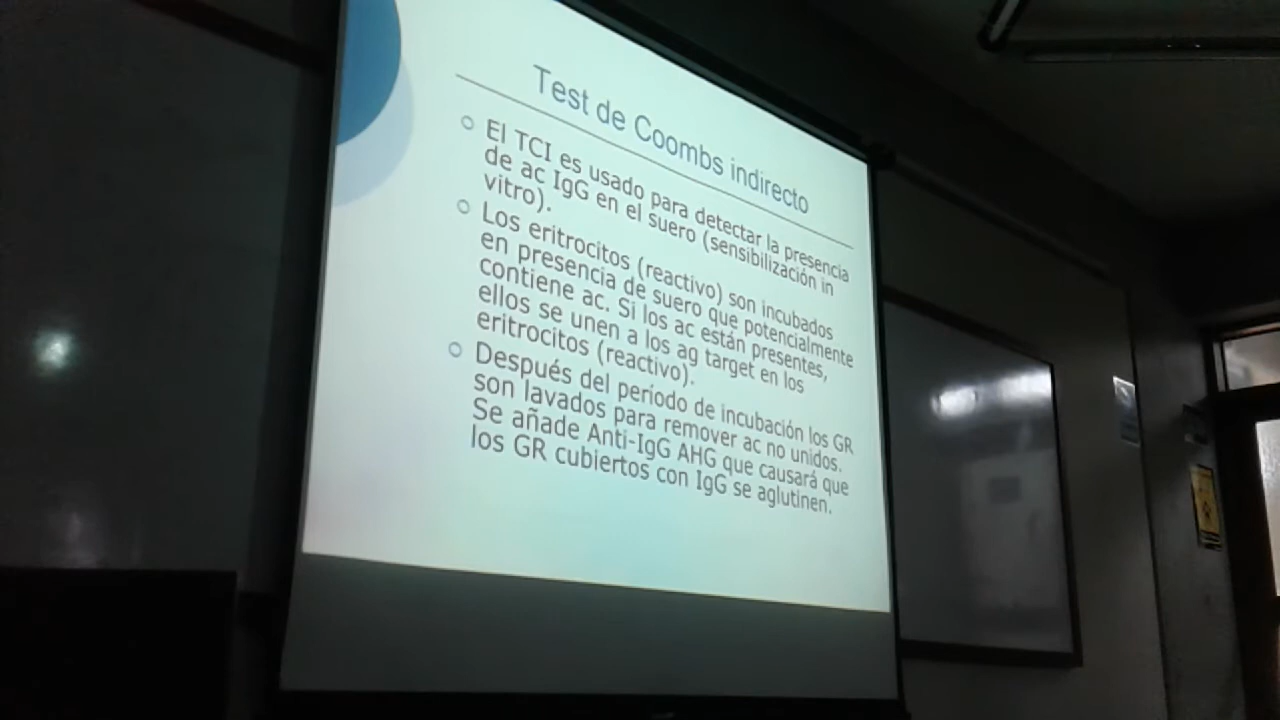 Test de Coombs indirecto
El TCI es usado para detectar la presencia
de ac IgG en el suero (sensibilización in
vitro).
Los eritrocitos (reactivo) son incubados
en presencia de suero que potencialmente
contiene ac. Si los ac están presentes,
ellos se unen a los ag target en los
eritrocitos (reactivo).
Después del período de incubación los GR
son lavados para remover ac no unidos.
Se añade Anti-IgG AHG que causará que
los GR cubiertos con IgG se aglutinen.